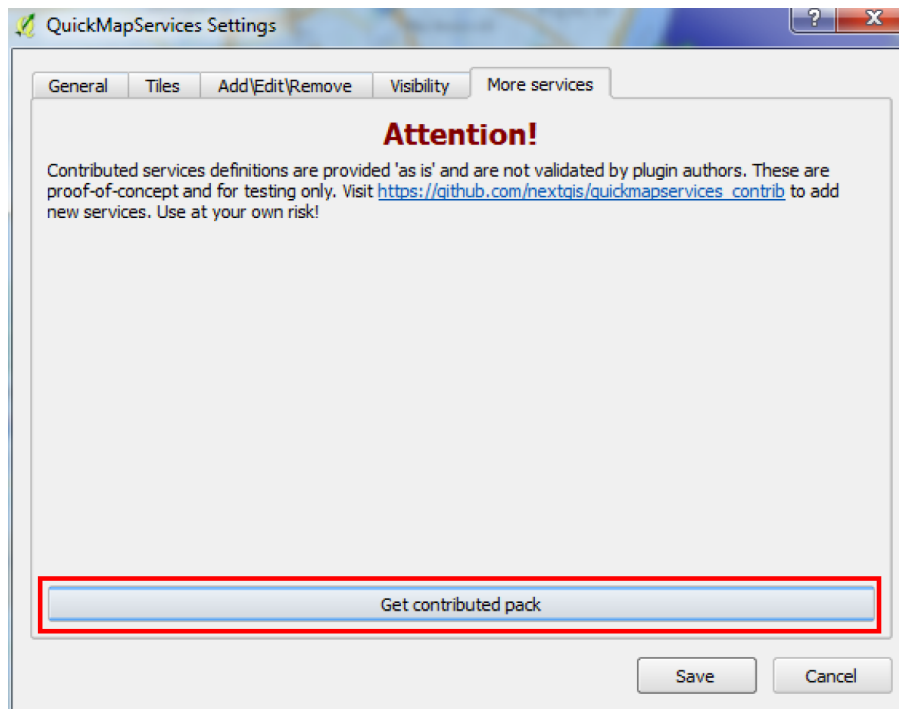 QuickMapServices Settings
General Tiles Add\Edit\Remove Visibility More services
Attention!
Contributed services definitions are provided 'as is' and are not validated by plugin authors. These are
proof-of-concept and for testing only. Visit https://github.com/nextgis/quickmapservices_contrib to add
new services. Use at your own risk!
Get contributed pack
Save Cancel